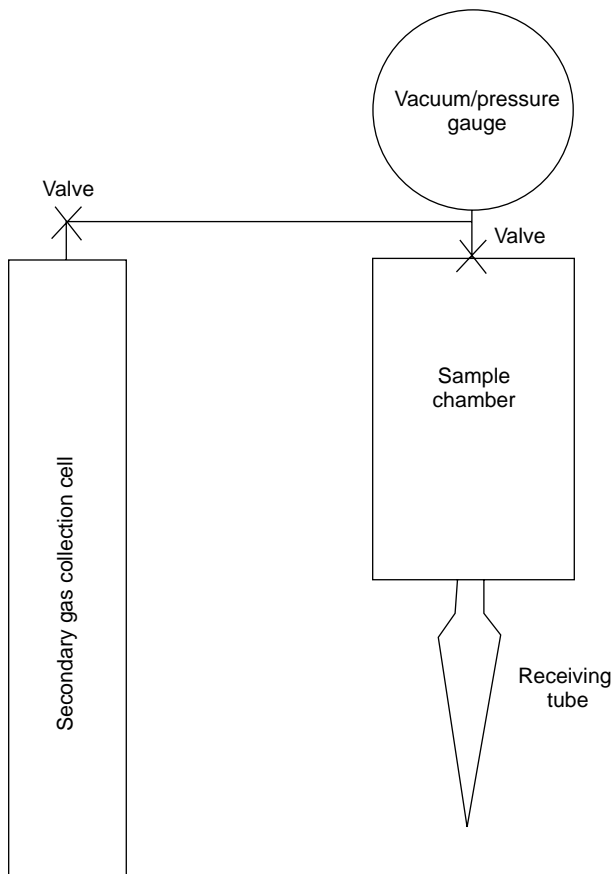 Vacuum/pressure
gauge
Valve
Valve
Sample
chamber
Secondary gas collection cell
Receiving
tube